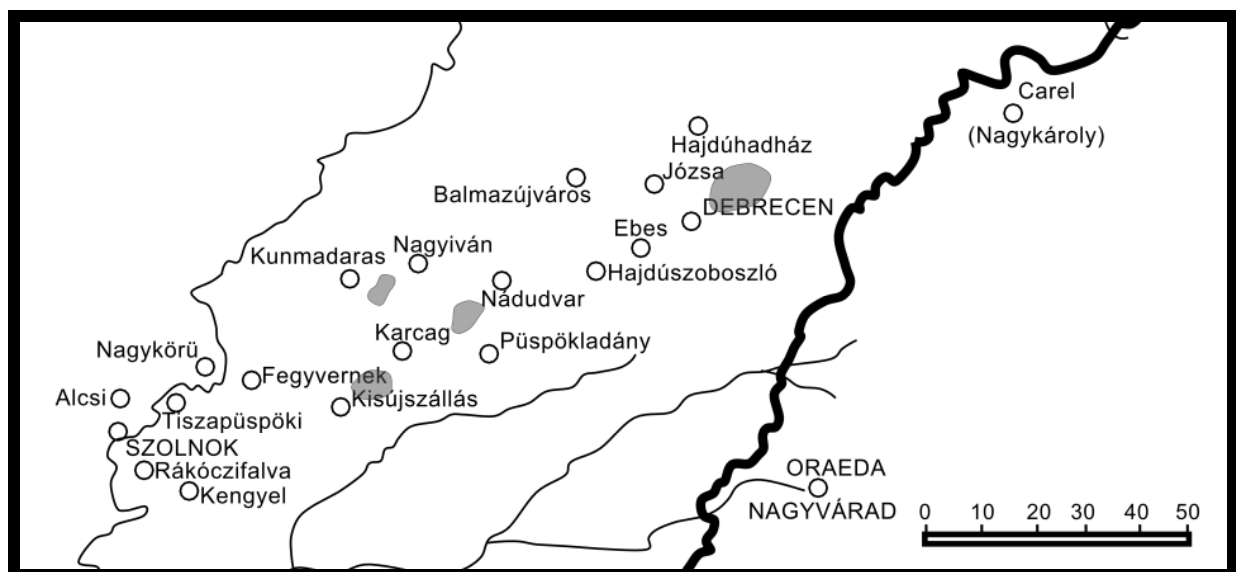 Carel
(Nagykároly)
Hajdúhadház
Józsa
Balmazújváros
DEBRECEN
Ebes
Nagyiván
Kunmadaras
Hajdúszoboszló
Nádudvar
Karcag
Püspökladány
Nagykörü
Fegyvernek
Alcsi
Kisújszállás
Tiszapüspöki
SZOLNOK
Rákóczifalva
Kengyel
ORAEDA
NAGYVÁRAD
0 10 20 30 40 50